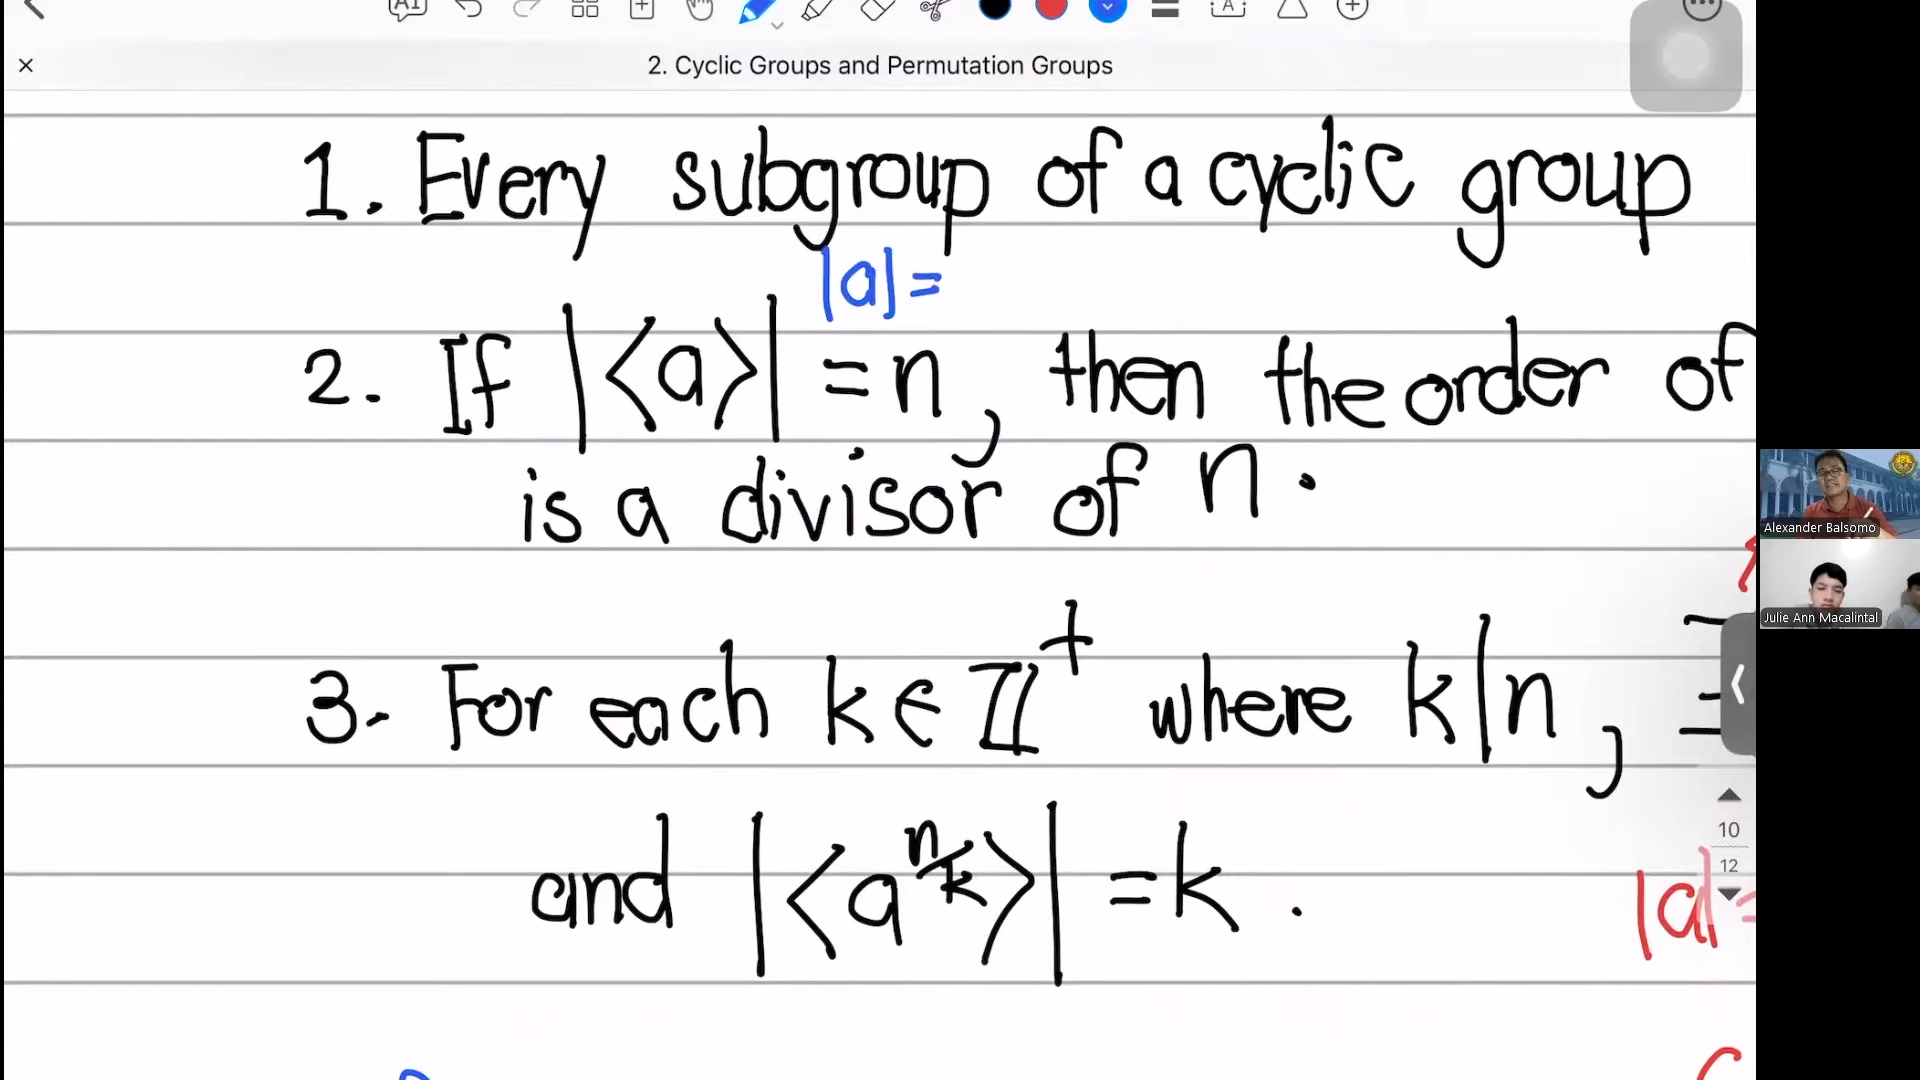 2. Cyclic Groups and Permutation Groups
1. Every subgroup of a cyclic group
|a| =
2. If |<a>| = n, then the order of
is a divisor of n.
3. For each k ∈ ℤ⁺ where k|n,
and |<a^{n/k}>| = k.
|a| =
10
12
Alexander Balsomo
Julie Ann Macalintal